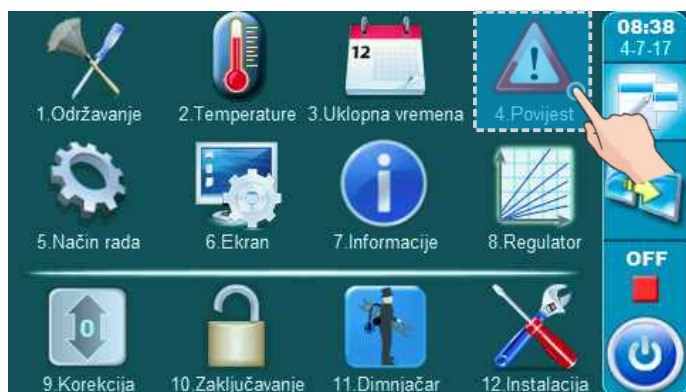 1.Održavanje
2.Temperature
3.Uklopna vremena
12
4.Povijest
08:38
4-7-17
5.Način rada
6.Ekran
7.Informacije
8.Regulator
OFF
9.Korekcija
0
10.Zaključavanje
11.Dimnjačar
12.Instalacija